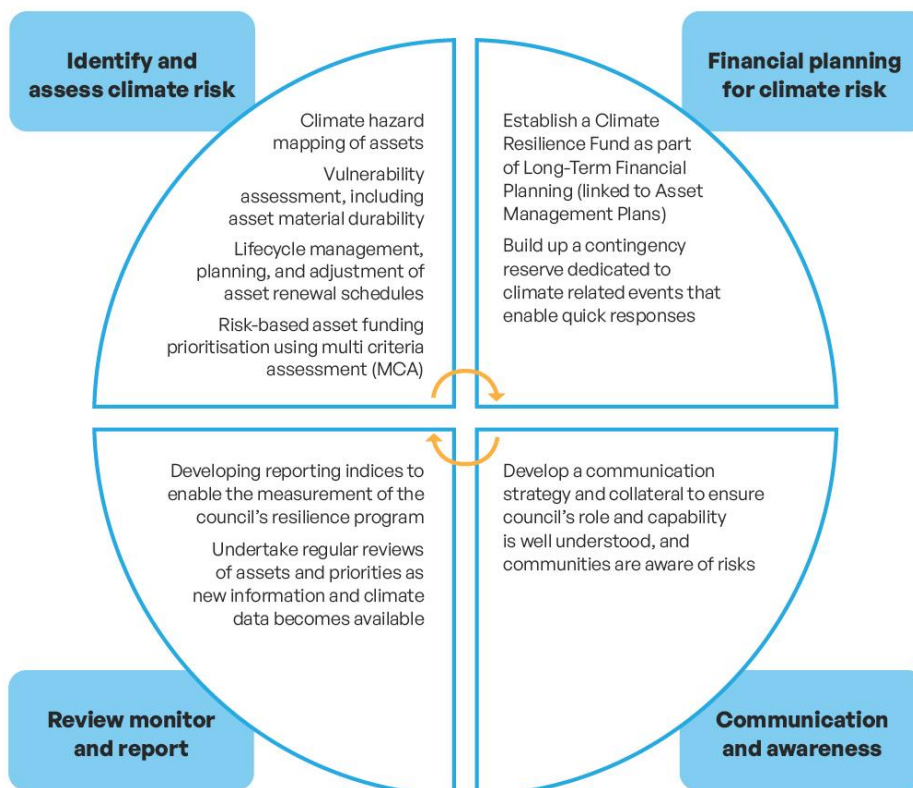 Identify and
assess climate risk
Climate hazard
mapping of assets
Vulnerability
assessment, including
asset material durability
Lifecycle management,
planning, and adjustment of
asset renewal schedules
Risk-based asset funding
prioritisation using multi criteria
assessment (MCA)
Financial planning
for climate risk
Establish a Climate
Resilience Fund as part
of Long-Term Financial
Planning (linked to Asset
Management Plans)
Build up a contingency
reserve dedicated to
climate related events that
enable quick responses
Developing reporting indices to
enable the measurement of the
council’s resilience program
Undertake regular reviews
of assets and priorities as
new information and climate
data becomes available
Review monitor
and report
Develop a communication
strategy and collateral to ensure
council’s role and capability
is well understood, and
communities are aware of risks
Communication
and awareness